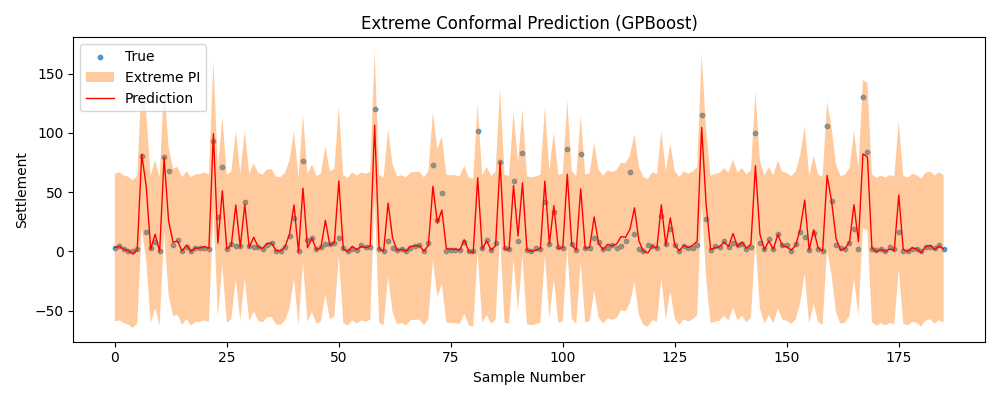 Extreme Conformal Prediction (GPBoost)
True
Extreme PI
Prediction
Settlement
150
100
50
0
−50
0 25 50 75 100 125 150 175
Sample Number